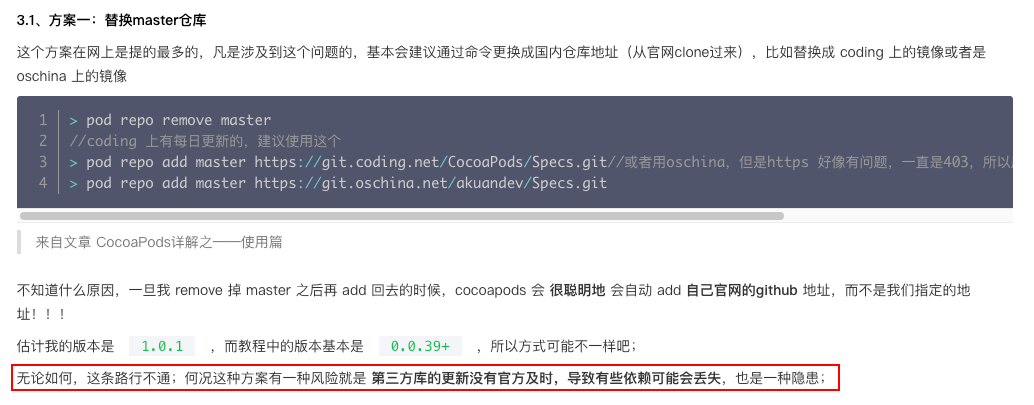 3.1、方案一：替换master仓库
这个方案在网上是提的最多的，凡是涉及到这个问题的，基本会建议通过命令更换成国内仓库地址（从官网clone过来），比如替换成 coding 上的镜像或者是
oschina 上的镜像
1 > pod repo remove master
2 //coding 上有每日更新的，建议使用这个
3 > pod repo add master https://git.coding.net/CocoaPods/Specs.git//或者用oschina，但是https 好像有问题，一直是403，所以
4 > pod repo add master https://git.oschina.net/akuandev/Specs.git
来自文章 CocoaPods详解之——使用篇
不知道什么原因，一旦我 remove 掉 master 之后再 add 回去的时候，cocoapods 会 很聪明地 会自动 add 自己官网的github 地址，而不是我们指定的地
址！！！
估计我的版本是 1.0.1 ，而教程中的版本基本是 0.0.39+ ，所以方式可能不一样吧；
无论如何，这条路行不通；何况这种方案有一种风险就是 第三方库的更新没有官方及时，导致有些依赖可能会丢失，也是一种隐患；